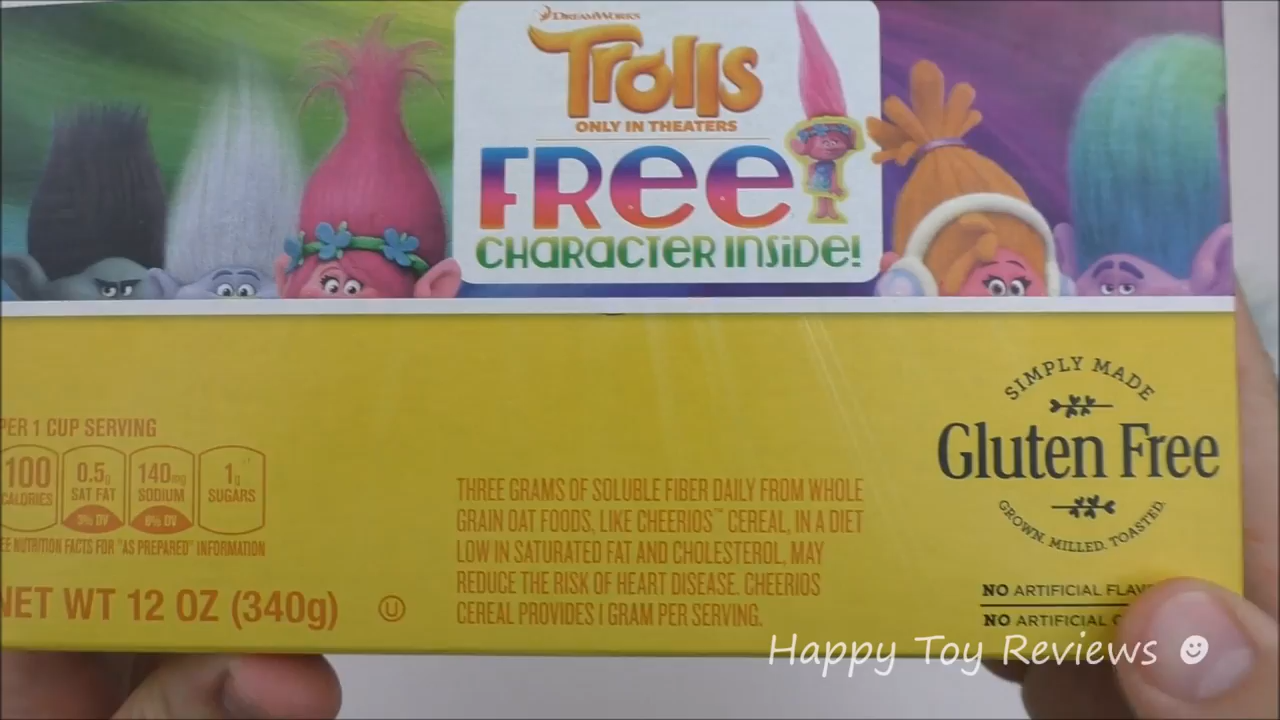 DREAMWORKS
Trolls
ONLY IN THEATERS
FREE
CHARACTER INSIDE!
SIMPLY MADE
Gluten Free
GROWN. MILLED. TOASTED.
PER 1 CUP SERVING
100 CALORIES
0.5g SAT FAT 3% DV
140mg SODIUM 6% DV
1g SUGARS
NUTRITION FACTS FOR "AS PREPARED" INFORMATION
NET WT 12 OZ (340g)
U
THREE GRAMS OF SOLUBLE FIBER DAILY FROM WHOLE
GRAIN OAT FOODS, LIKE CHEERIOS™ CEREAL, IN A DIET
LOW IN SATURATED FAT AND CHOLESTEROL, MAY
REDUCE THE RISK OF HEART DISEASE. CHEERIOS
CEREAL PROVIDES 1 GRAM PER SERVING.
NO ARTIFICIAL
NO ARTIFICIAL
Happy Toy Reviews